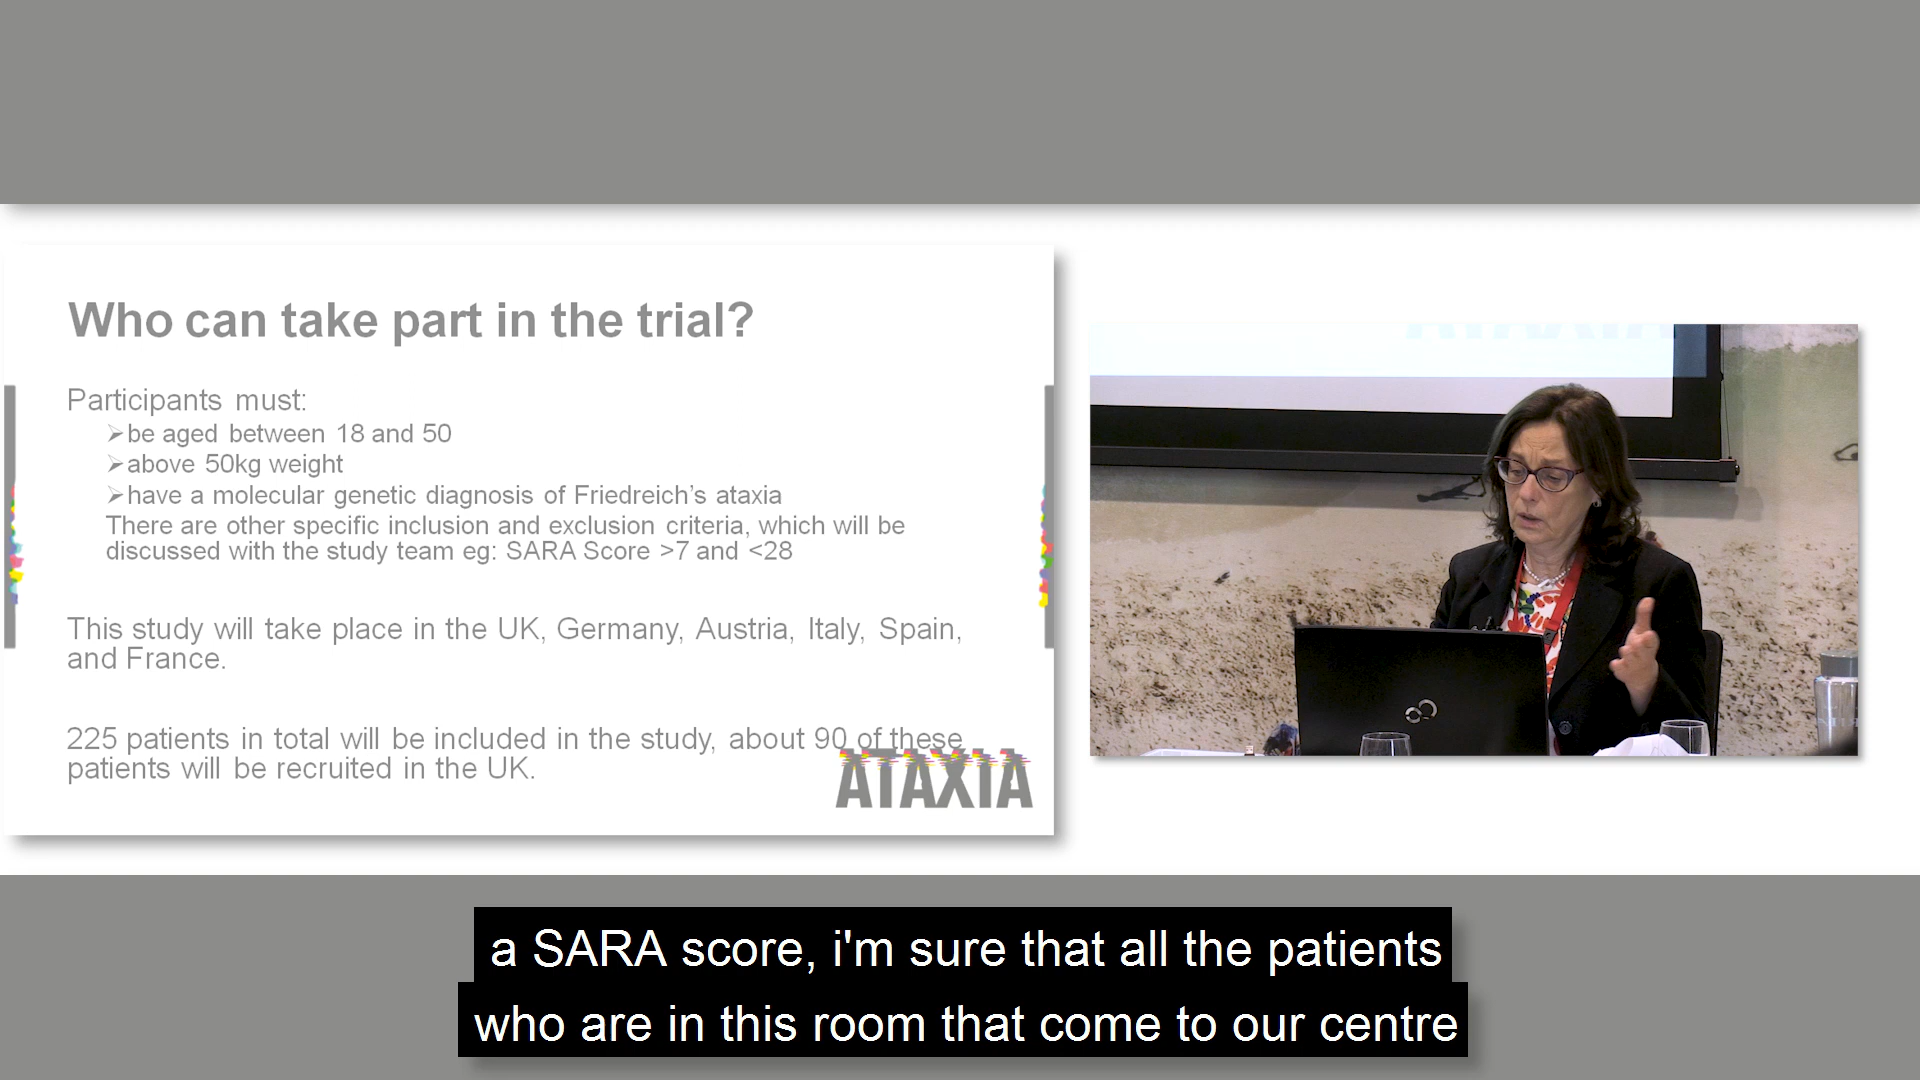 Who can take part in the trial?
Participants must:
➢be aged between 18 and 50
➢above 50kg weight
➢have a molecular genetic diagnosis of Friedreich's ataxia
There are other specific inclusion and exclusion criteria, which will be
discussed with the study team eg: SARA Score >7 and <28
This study will take place in the UK, Germany, Austria, Italy, Spain,
and France.
225 patients in total will be included in the study, about 90 of these
patients will be recruited in the UK.
ATAXIA
a SARA score, i'm sure that all the patients
who are in this room that come to our centre